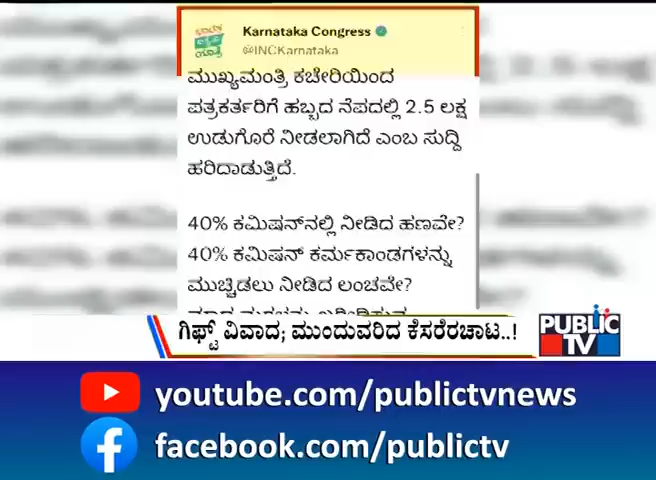 Karnataka Congress
@INCKarnataka
ಮುಖ್ಯಮಂತ್ರಿ ಕಚೇರಿಯಿಂದ
ಪತ್ರಕರ್ತರಿಗೆ ಹಬ್ಬದ ನೆಪದಲ್ಲಿ 2.5 ಲಕ್ಷ
ಉಡುಗೊರೆ ನೀಡಲಾಗಿದೆ ಎಂಬ ಸುದ್ದಿ
ಹರಿದಾಡುತ್ತಿದೆ.
40% ಕಮಿಷನ್‌ನಲ್ಲಿ ನೀಡಿದ ಹಣವೇ?
40% ಕಮಿಷನ್ ಕರ್ಮಕಾಂಡಗಳನ್ನು
ಮುಚ್ಚಿಡಲು ನೀಡಿದ ಲಂಚವೇ?
ಗಿಫ್ಟ್ ವಿವಾದ; ಮುಂದುವರಿದ ಕೆಸರೆರಚಾಟ..!
PUBLIC
TV
youtube.com/publictvnews
facebook.com/publictv